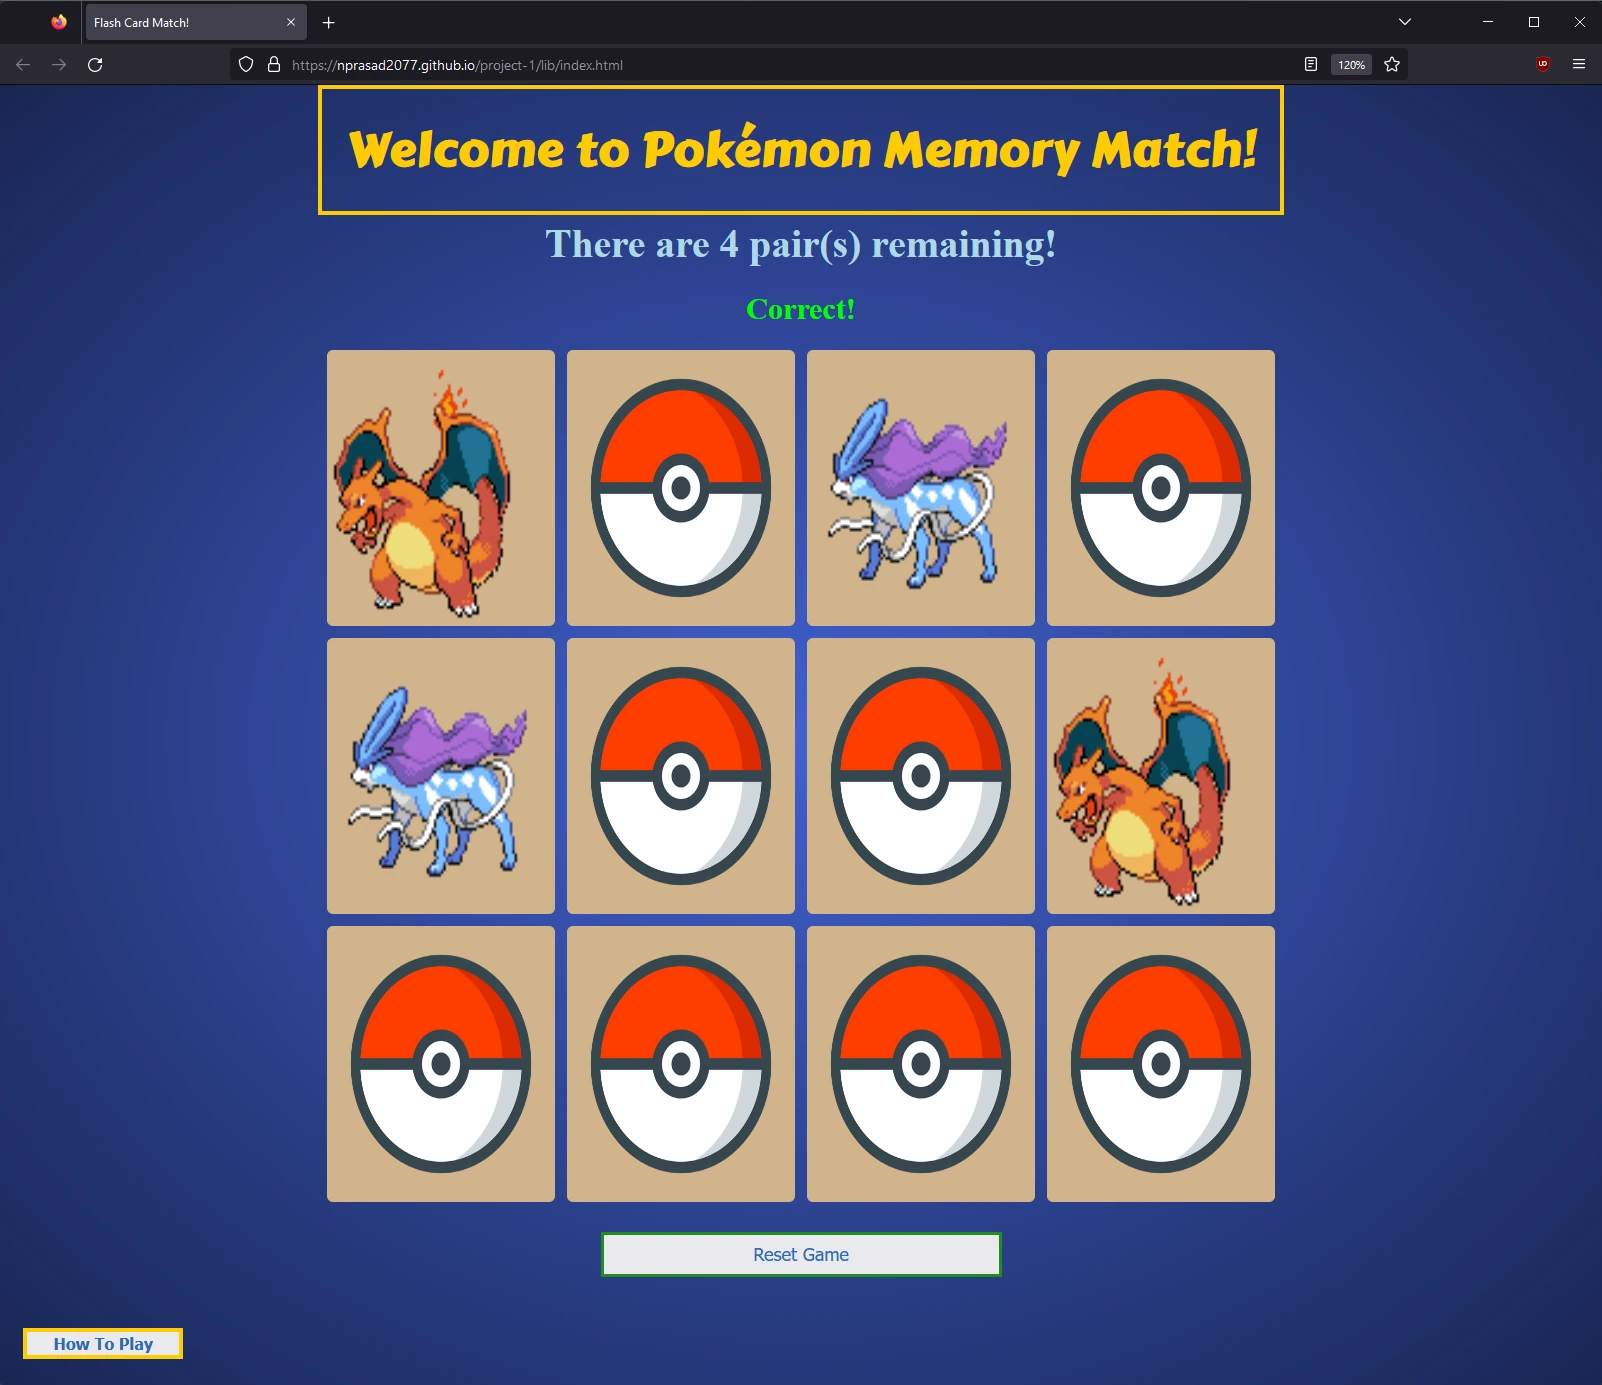 Flash Card Match!
https://nprasad2077.github.io/project-1/lib/index.html
120%
Welcome to Pokémon Memory Match!
There are 4 pair(s) remaining!
Correct!
Reset Game
How To Play